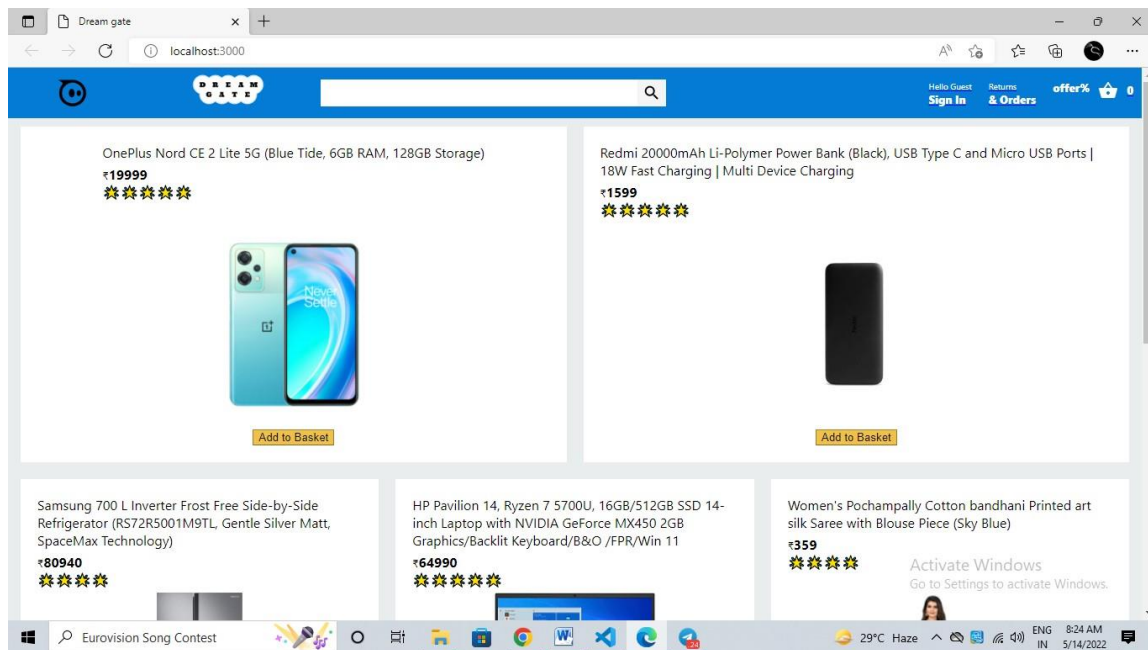 Dream gate
localhost:3000
DREAM
GATE
Hello Guest
Sign In
Returns
& Orders
offer%
0
OnePlus Nord CE 2 Lite 5G (Blue Tide, 6GB RAM, 128GB Storage)
₹19999
Never
Settle
Add to Basket
Redmi 20000mAh Li-Polymer Power Bank (Black), USB Type C and Micro USB Ports |
18W Fast Charging | Multi Device Charging
₹1599
Add to Basket
Samsung 700 L Inverter Frost Free Side-by-Side
Refrigerator (RS72R5001M9TL, Gentle Silver Matt,
SpaceMax Technology)
₹80940
HP Pavilion 14, Ryzen 7 5700U, 16GB/512GB SSD 14-
inch Laptop with NVIDIA GeForce MX450 2GB
Graphics/Backlit Keyboard/B&O /FPR/Win 11
₹64990
Women's Pochampally Cotton bandhani Printed art
silk Saree with Blouse Piece (Sky Blue)
₹359
Activate Windows
Go to Settings to activate Windows.
Eurovision Song Contest
24
29°C Haze
ENG
IN
8:24 AM
5/14/2022